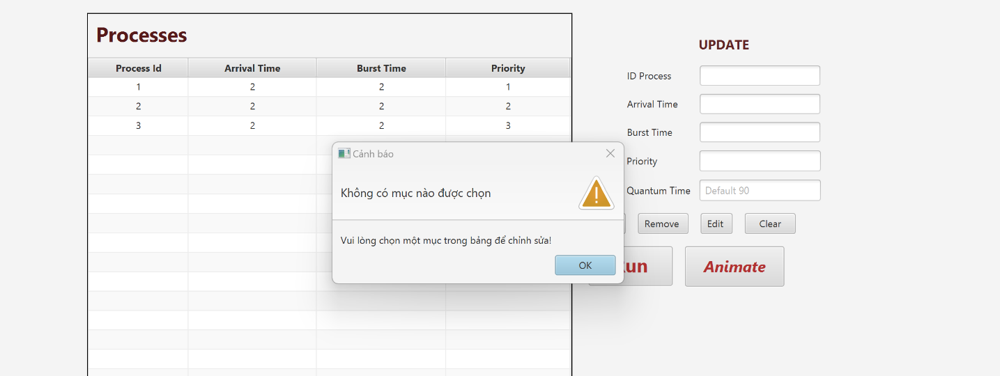 Processes
Process Id Arrival Time Burst Time Priority
1 2 2 1
2 2 2 2
3 2 2 3
Cảnh báo
Không có mục nào được chọn
Vui lòng chọn một mục trong bảng để chỉnh sửa!
OK
UPDATE
ID Process
Arrival Time
Burst Time
Priority
Quantum Time Default 90
Remove Edit Clear
un Animate